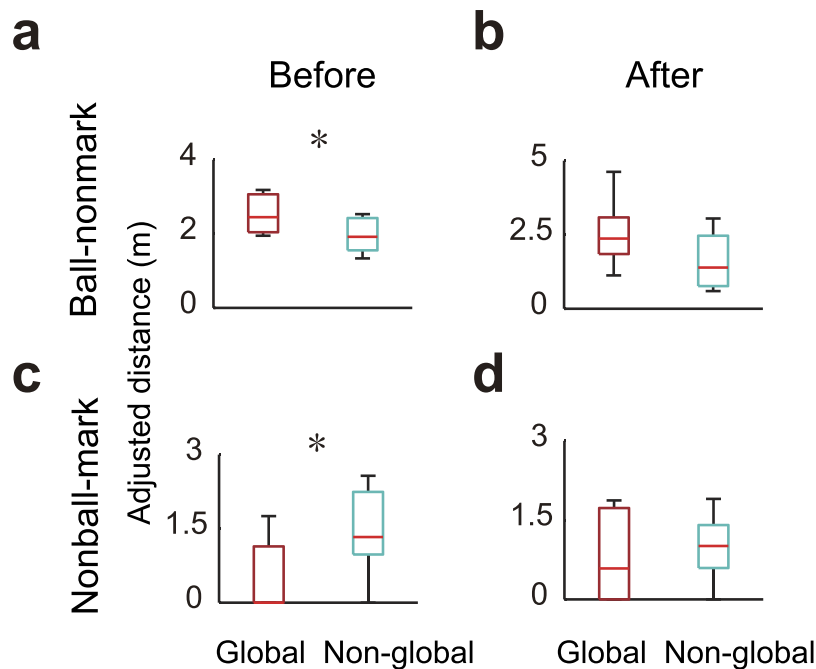 a
b
Before
After
Ball-nonmark
Adjusted distance (m)
4
2
0
*
5
2.5
0
c
d
Nonball-mark
3
1.5
0
*
3
1.5
0
Global Non-global
Global Non-global